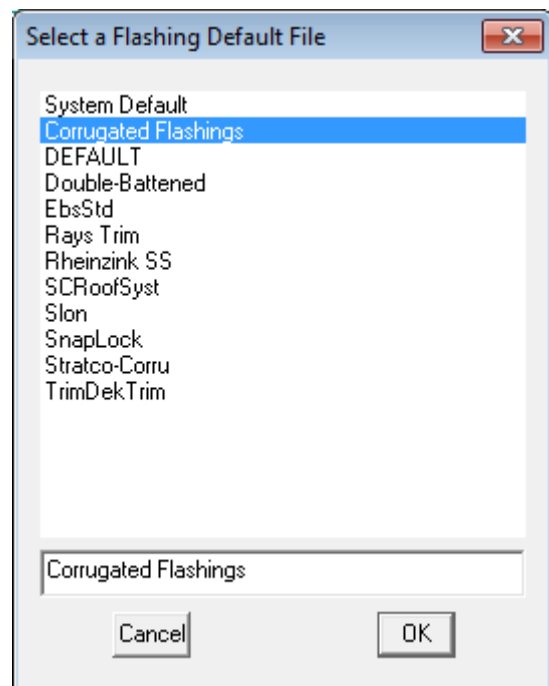 Select a Flashing Default File
System Default
Corrugated Flashings
DEFAULT
Double-Battened
EbsStd
Rays Trim
Rheinzink SS
SCRoofSyst
Slon
SnapLock
Stratco-Corru
TrimDekTrim
Corrugated Flashings
Cancel
OK